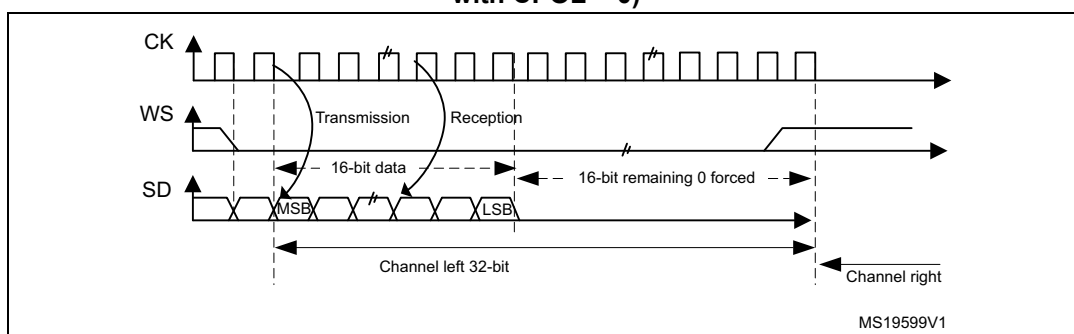 with CPOL = 0)
CK
WS
Transmission
Reception
16-bit data
16-bit remaining 0 forced
SD
MSB
LSB
Channel left 32-bit
Channel right
MS19599V1